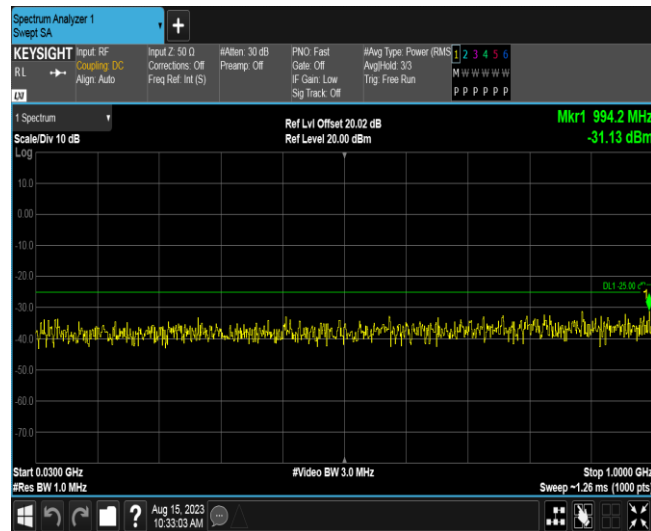 Spectrum Analyzer 1
Swept SA
KEYSIGHT
RL
LXI
Input: RF
Coupling: DC
Align: Auto
Input Z: 50 Ω
Corrections: Off
Freq Ref: Int (S)
#Atten: 30 dB
Preamp: Off
PNO: Fast
Gate: Off
IF Gain: Low
Sig Track: Off
#Avg Type: Power (RMS
Avg|Hold: 3/3
Trig: Free Run
1 2 3 4 5 6
M W W W W W
P P P P P P
1 Spectrum
Scale/Div 10 dB
Log
Ref Lvl Offset 20.02 dB
Ref Level 20.00 dBm
Mkr1 994.2 MHz
-31.13 dBm
10.0
0.00
-10.0
-20.0
DL1 -25.00
-30.0
-40.0
-50.0
-60.0
-70.0
Start 0.0300 GHz
#Res BW 1.0 MHz
#Video BW 3.0 MHz
Stop 1.0000 GHz
Sweep ~1.26 ms (1000 pts
?
Aug 15, 2023
10:33:03 AM